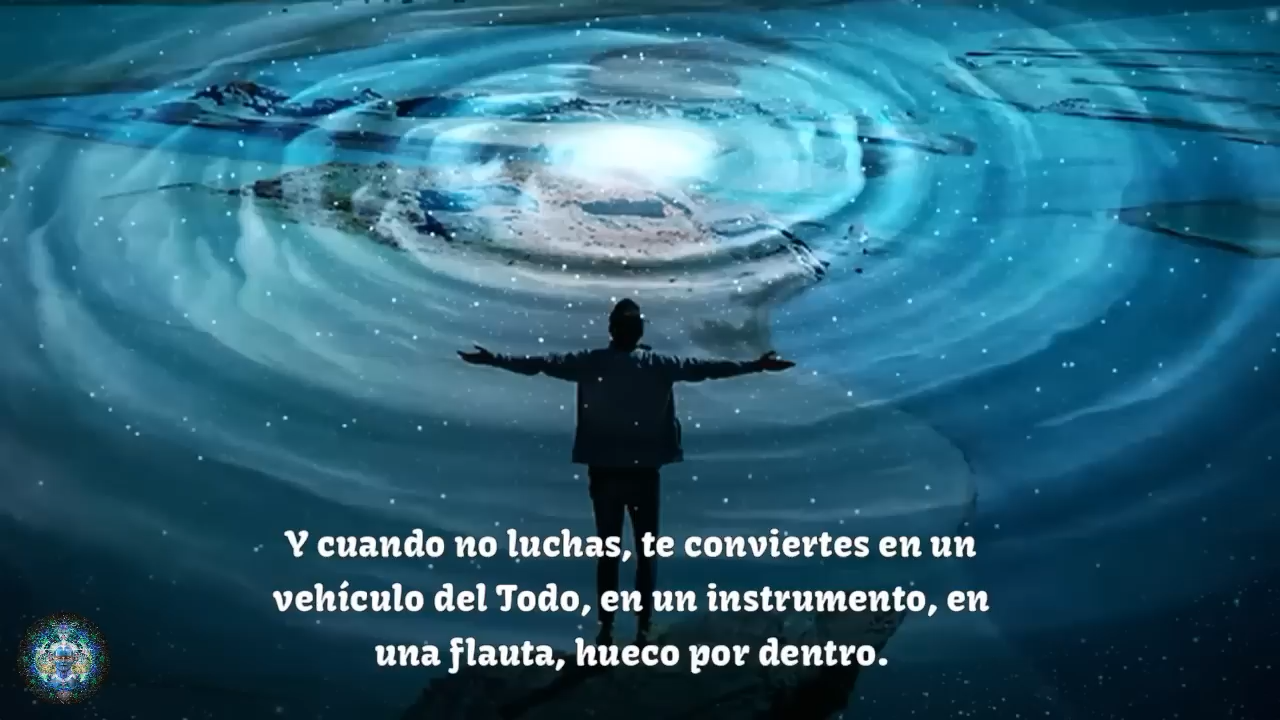 Y cuando no luchas, te conviertes en un
vehículo del Todo, en un instrumento, en
una flauta, hueco por dentro.